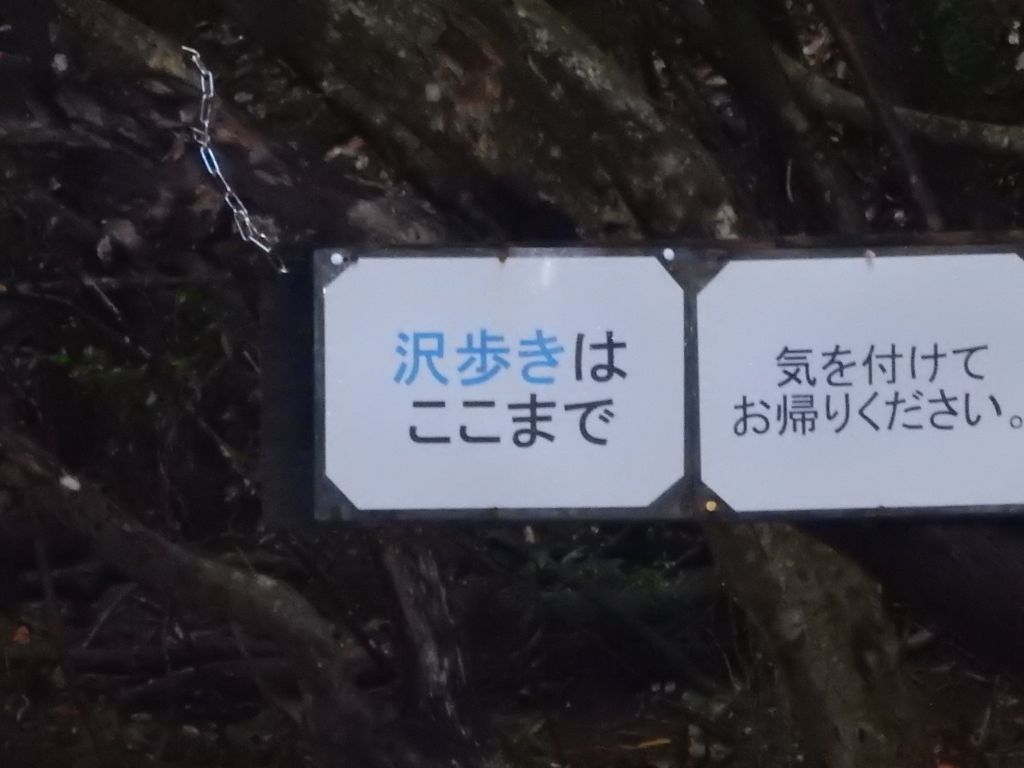 沢歩きは
ここまで
気を付けて
お帰りください。